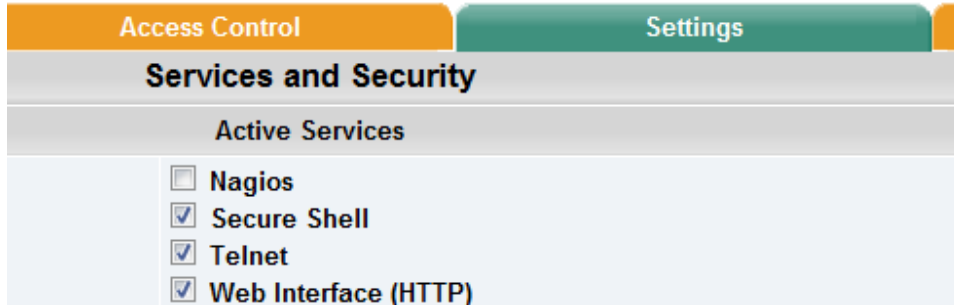 Access Control Settings
Services and Security
Active Services
Nagios
Secure Shell
Telnet
Web Interface (HTTP)